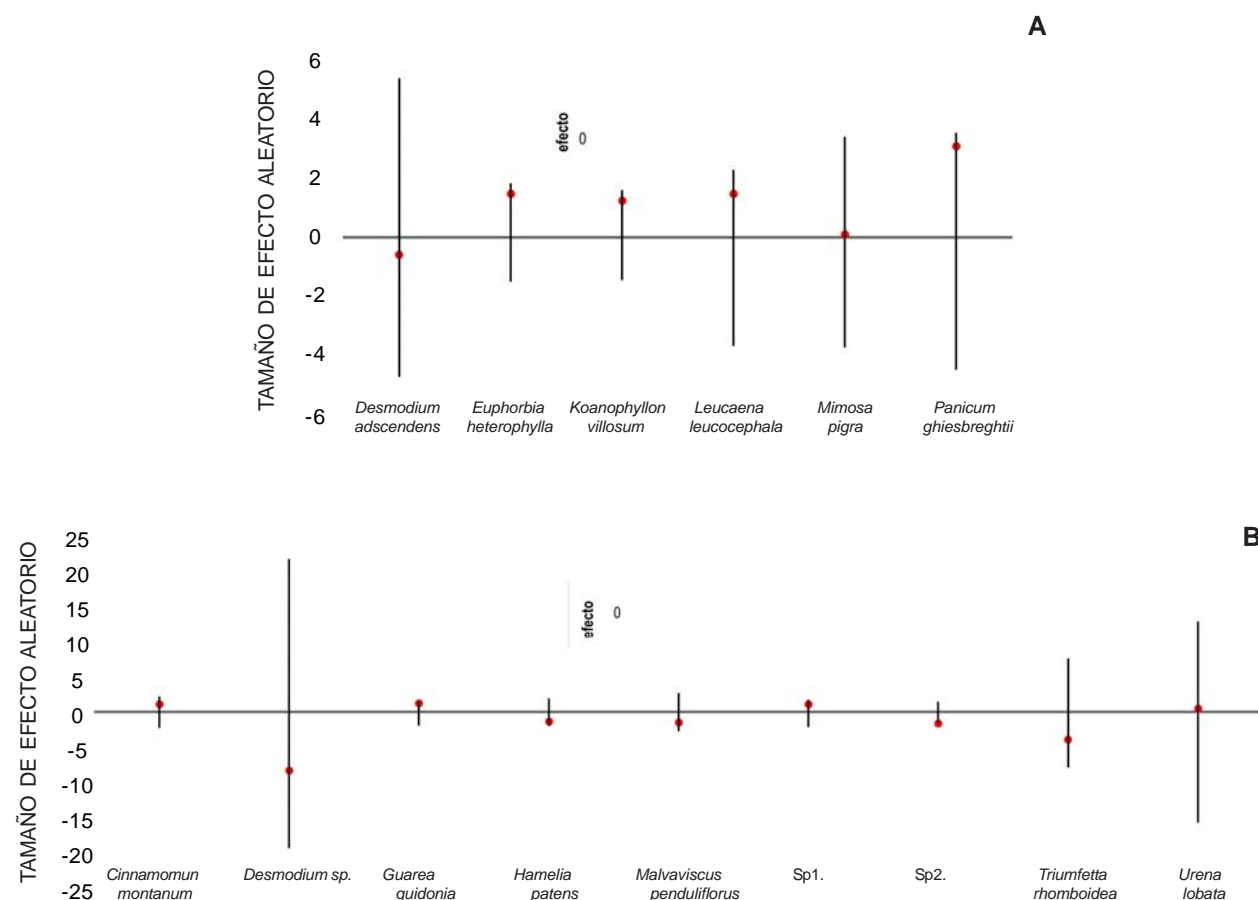 A
TAMAÑO DE EFECTO ALEATORIO
6
4
2
0
-2
-4
-6
efecto
0
Desmodium
adscendens
Euphorbia
heterophylla
Koanophyllon
villosum
Leucaena
leucocephala
Mimosa
pigra
Panicum
ghiesbreghtii
B
TAMAÑO DE EFECTO ALEATORIO
25
20
15
10
5
0
-5
-10
-15
-20
-25
efecto
0
Cinnamomun
montanum
Desmodium sp.
Guarea
guidonia
Hamelia
patens
Malvaviscus
penduliflorus
Sp1.
Sp2.
Triumfetta
rhomboidea
Urena
lobata